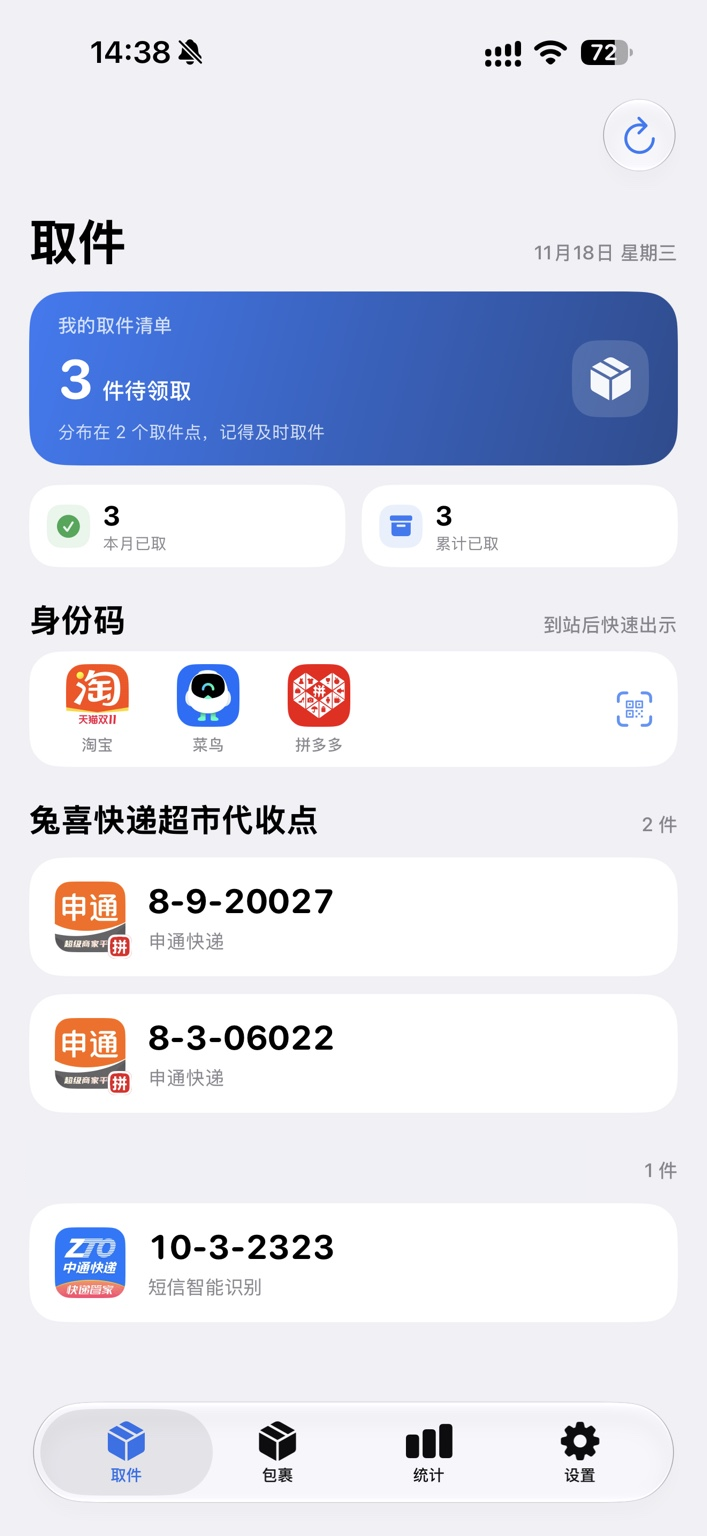 14:38
72
取件
11月18日 星期三
我的取件清单
3 件待领取
分布在 2 个取件点，记得及时取件
3
本月已取
3
累计已取
身份码
到站后快速出示
淘
天猫双11
淘宝
菜鸟
拼
拼多多
兔喜快递超市代收点
2 件
申通
超级商家千
拼
8-9-20027
申通快递
申通
超级商家千
拼
8-3-06022
申通快递
1 件
ZTO
中通快递
快递管家
10-3-2323
短信智能识别
取件
包裹
统计
设置